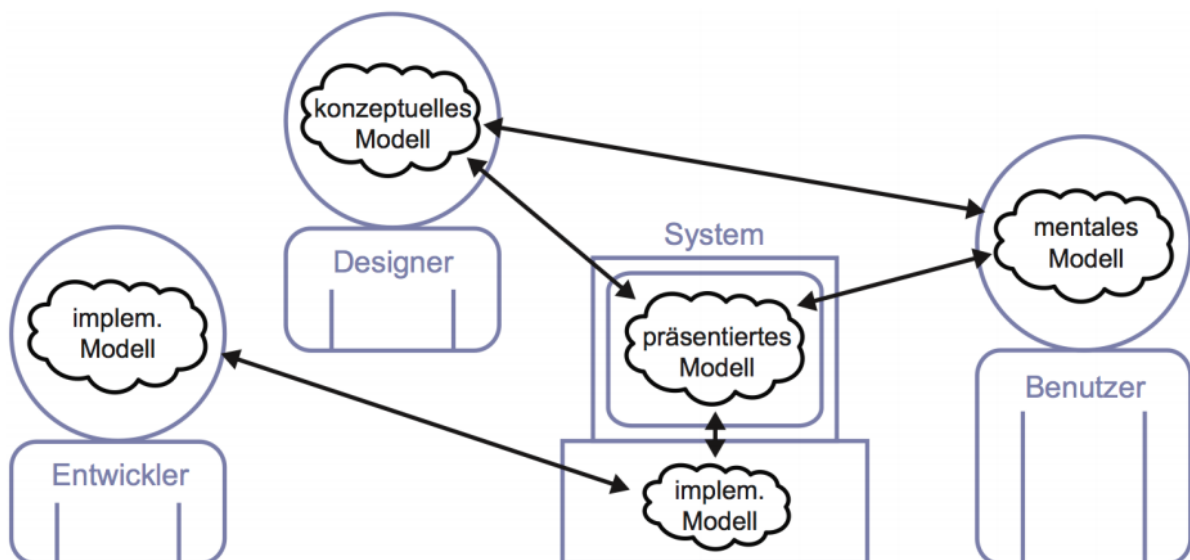 konzeptuelles
Modell
Designer
System
mentales
Modell
Benutzer
implem.
Modell
Entwickler
präsentiertes
Modell
implem.
Modell